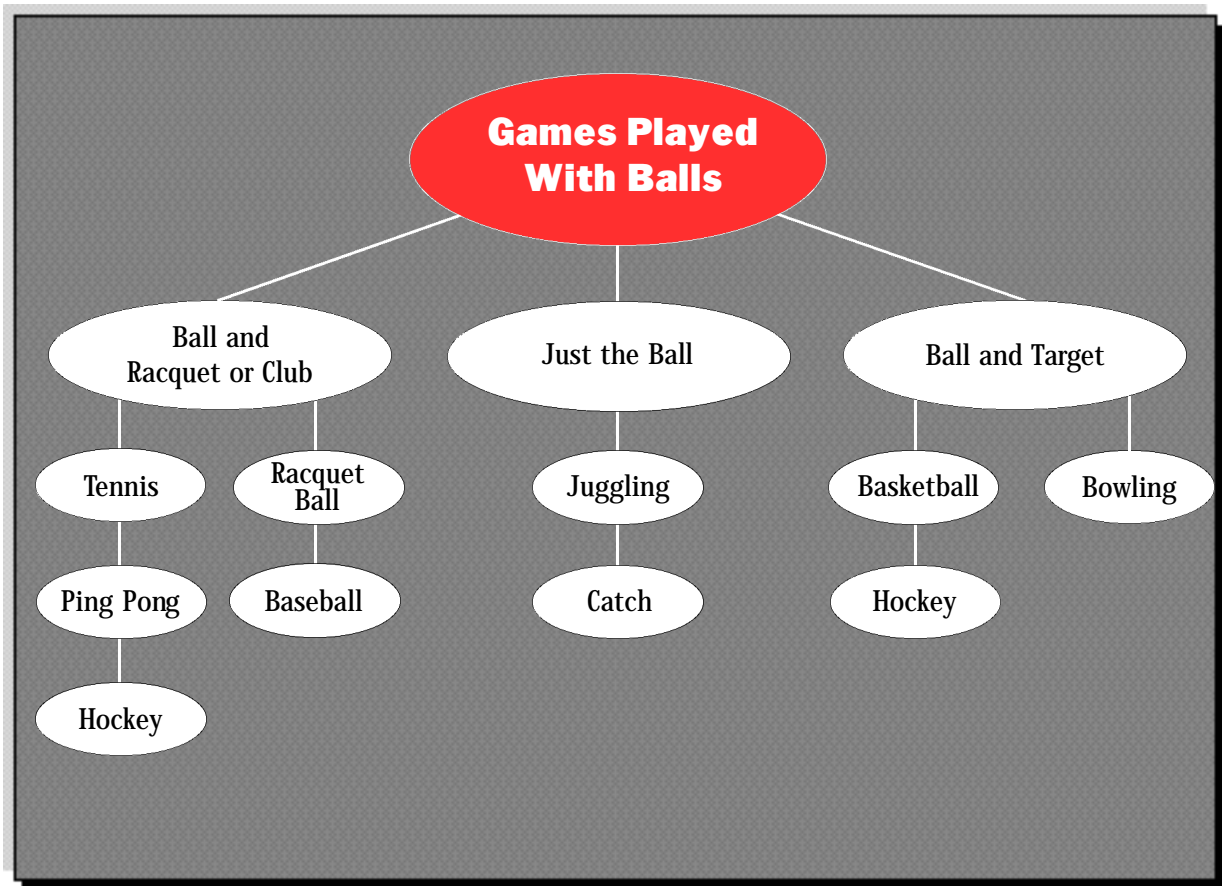 Games Played
With Balls
Ball and
Racquet or Club
Just the Ball
Ball and Target
Tennis
Racquet
Ball
Juggling
Basketball
Bowling
Ping Pong
Baseball
Catch
Hockey
Hockey